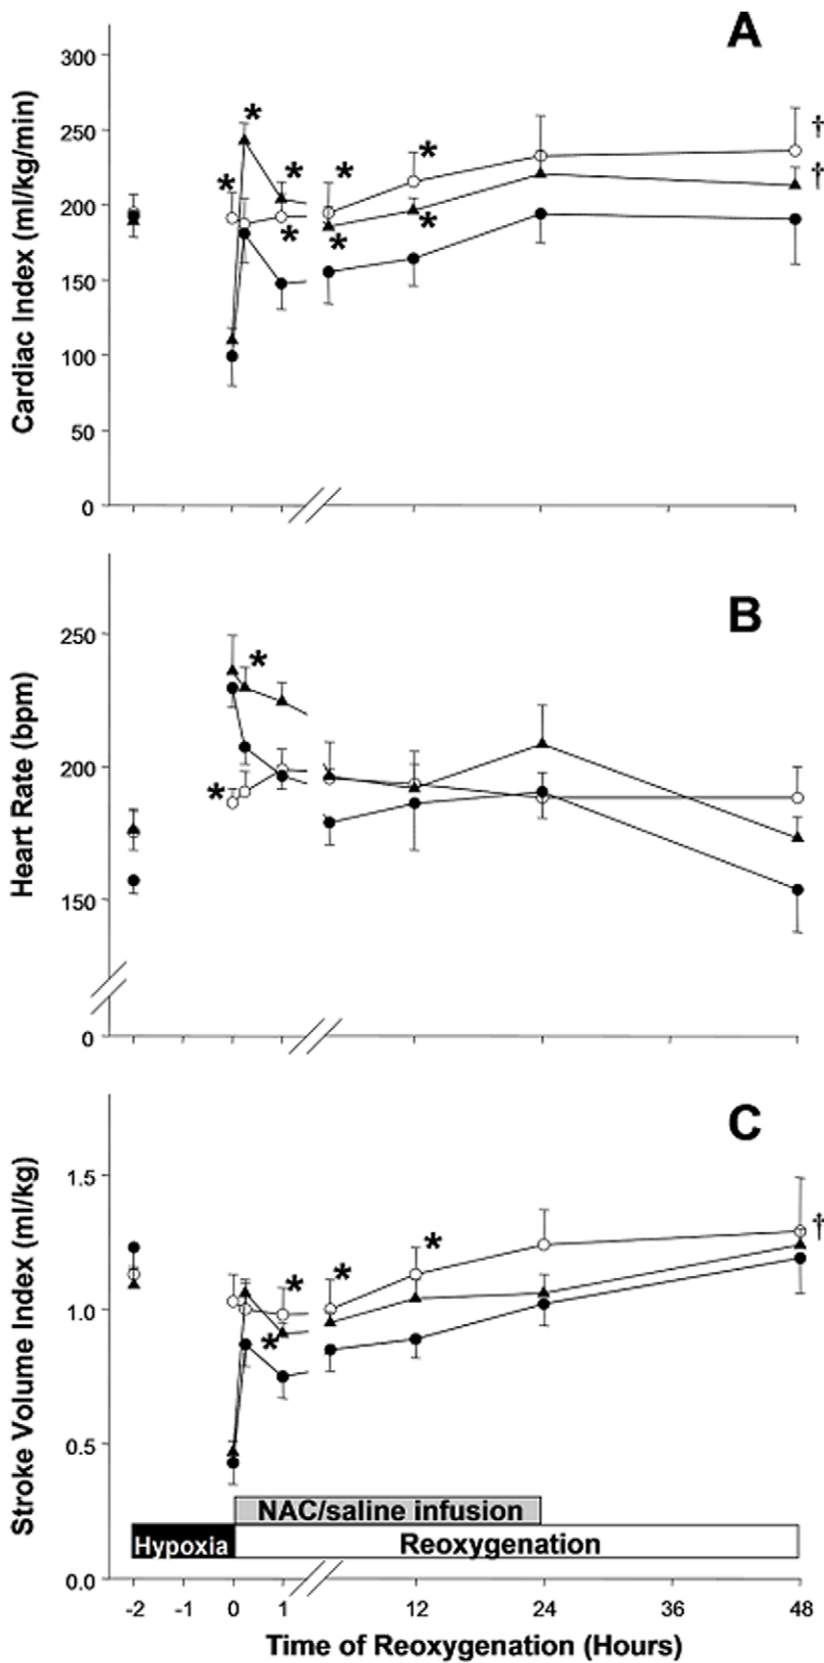 A
Cardiac Index (ml/kg/min)
300
250
200
150
100
50
0
*
*
*
*
*
*
*
*
†
†
B
Heart Rate (bpm)
250
200
150
0
*
*
C
Stroke Volume Index (ml/kg)
1.5
1.0
0.5
0.0
*
*
*
*
†
NAC/saline infusion
Hypoxia
Reoxygenation
-2 -1 0 1 12 24 36 48
Time of Reoxygenation (Hours)